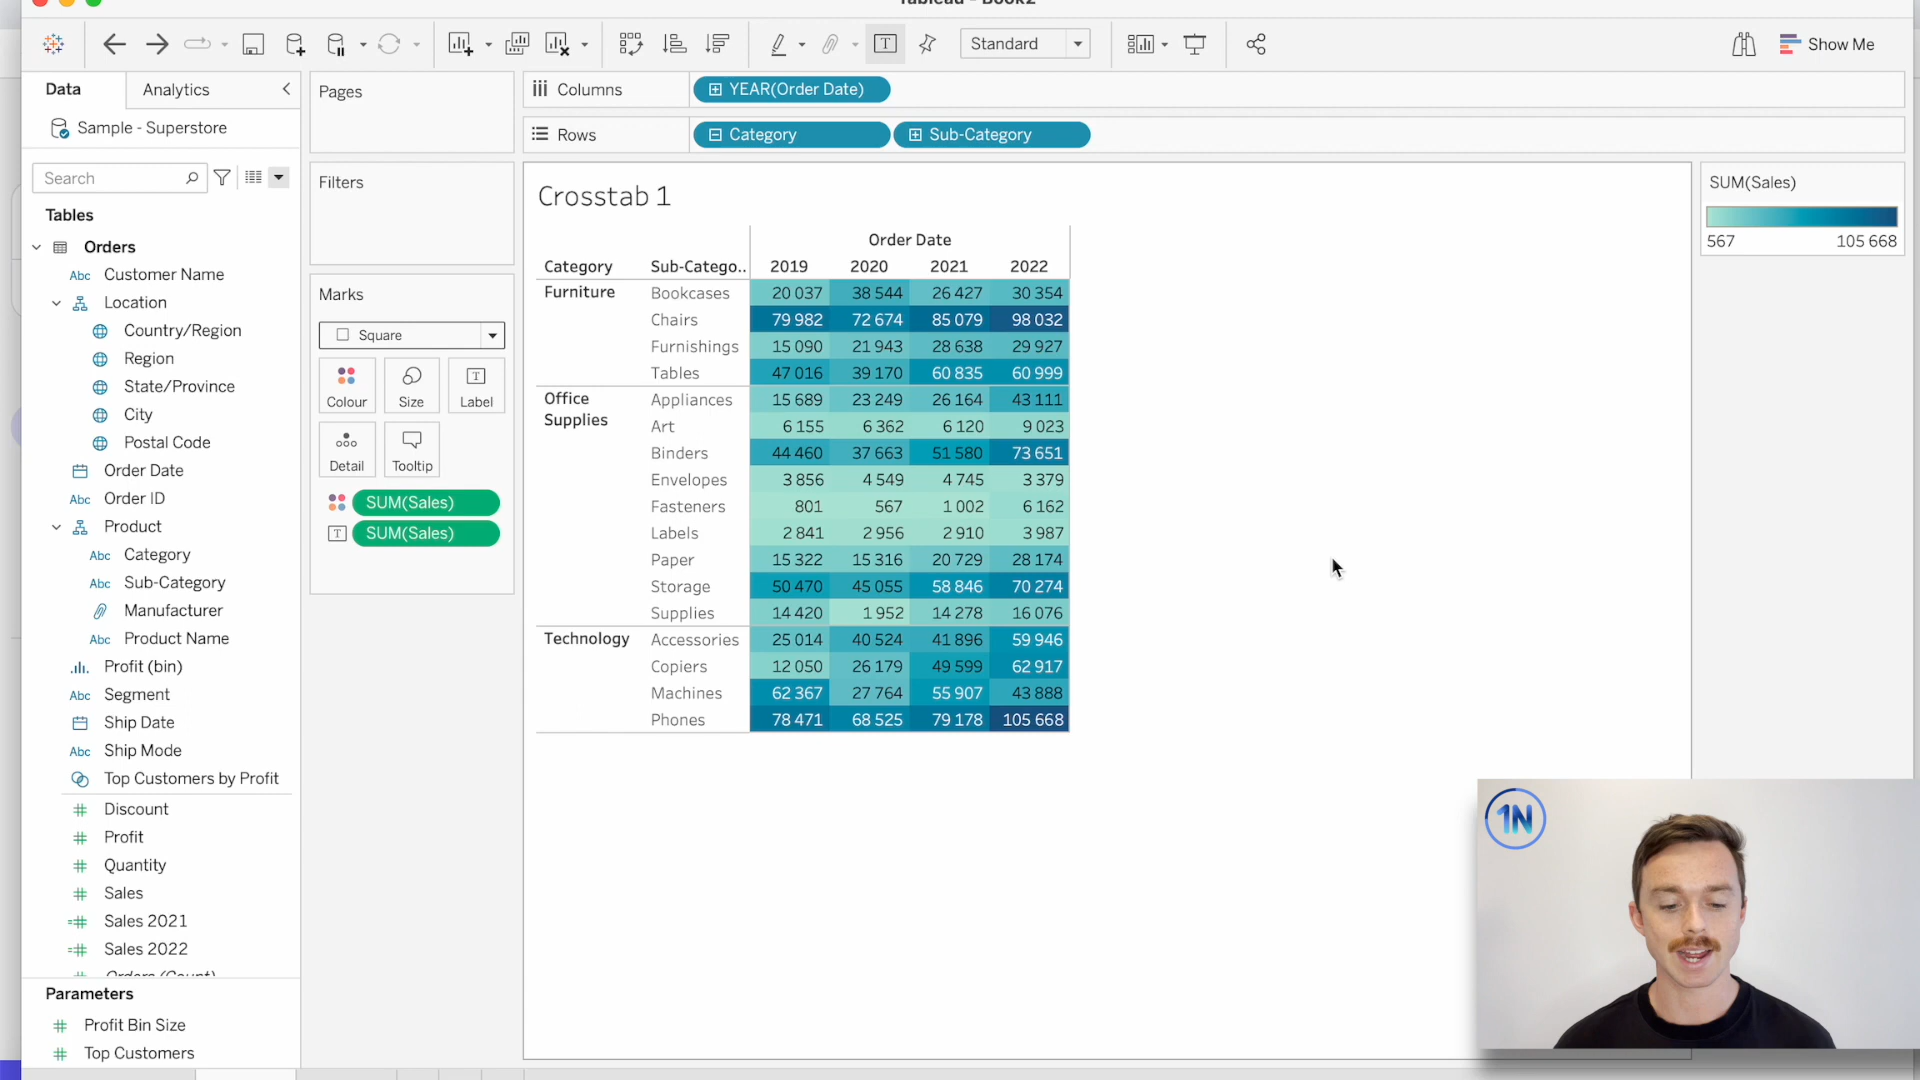 Tableau - Book2
Standard
Show Me
Data
Analytics
Pages
Columns
YEAR(Order Date)
Sample - Superstore
Rows
Category
Sub-Category
Search
Filters
Crosstab 1
SUM(Sales)
567
105 668
Tables
Orders
Customer Name
Location
Country/Region
Region
State/Province
City
Postal Code
Order Date
Order ID
Product
Category
Sub-Category
Manufacturer
Product Name
Profit (bin)
Segment
Ship Date
Ship Mode
Top Customers by Profit
Discount
Profit
Quantity
Sales
Sales 2021
Sales 2022
Orders (Count)
Parameters
Profit Bin Size
Top Customers
Marks
Square
Colour
Size
Label
Detail
Tooltip
SUM(Sales)
SUM(Sales)
Order Date
Category Sub-Catego.. 2019 2020 2021 2022
Furniture Bookcases 20 037 38 544 26 427 30 354
Chairs 79 982 72 674 85 079 98 032
Furnishings 15 090 21 943 28 638 29 927
Tables 47 016 39 170 60 835 60 999
Office Supplies Appliances 15 689 23 249 26 164 43 111
Art 6 155 6 362 6 120 9 023
Binders 44 460 37 663 51 580 73 651
Envelopes 3 856 4 549 4 745 3 379
Fasteners 801 567 1 002 6 162
Labels 2 841 2 956 2 910 3 987
Paper 15 322 15 316 20 729 28 174
Storage 50 470 45 055 58 846 70 274
Supplies 14 420 1 952 14 278 16 076
Technology Accessories 25 014 40 524 41 896 59 946
Copiers 12 050 26 179 49 599 62 917
Machines 62 367 27 764 55 907 43 888
Phones 78 471 68 525 79 178 105 668
1N